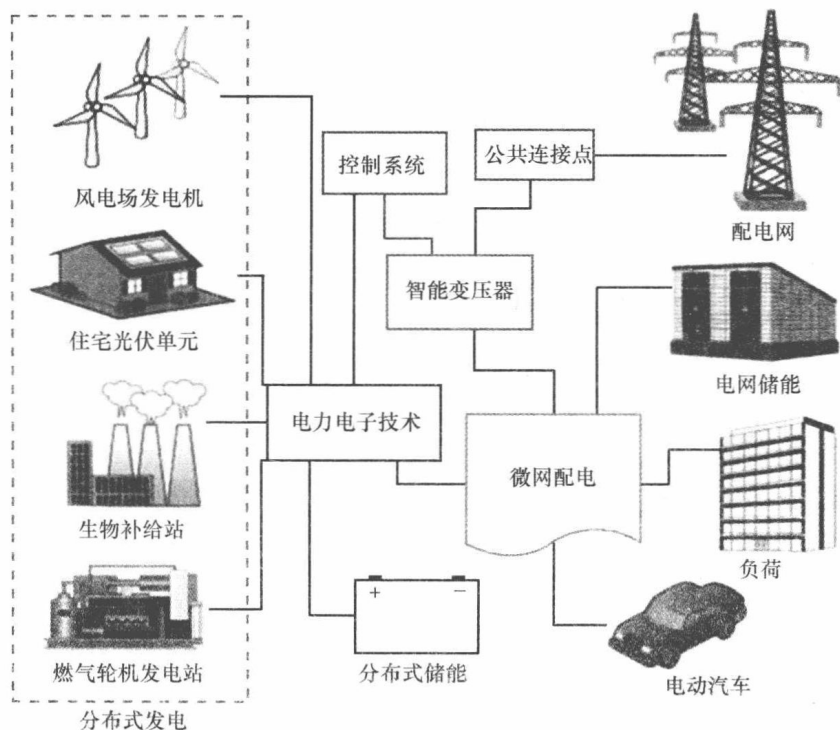 风电场发电机
住宅光伏单元
生物补给站
燃气轮机发电站
分布式发电
控制系统
公共连接点
智能变压器
电力电子技术
微网配电
+ −
分布式储能
配电网
电网储能
负荷
电动汽车